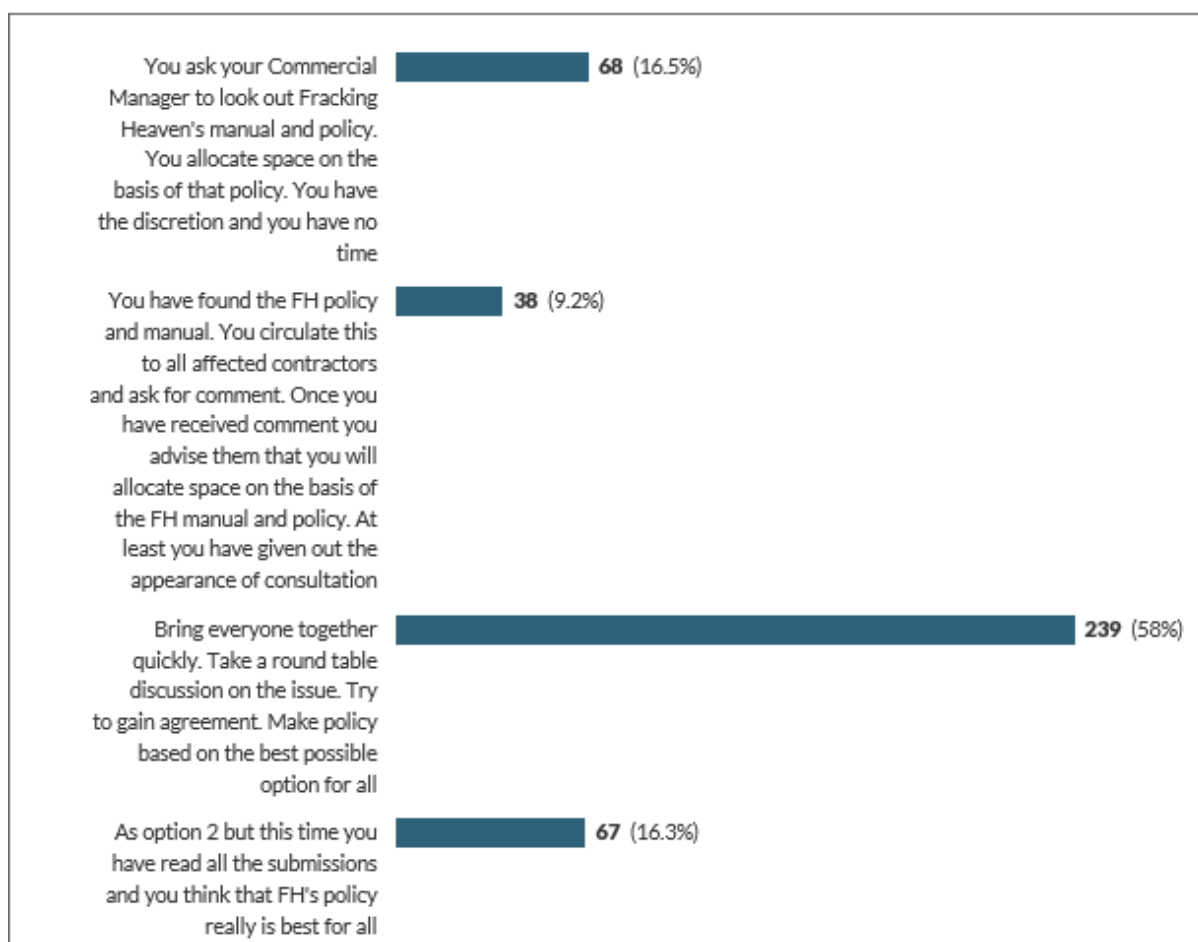 You ask your Commercial
Manager to look out Fracking
Heaven's manual and policy.
You allocate space on the
basis of that policy. You have
the discretion and you have no
time
68 (16.5%)
You have found the FH policy
and manual. You circulate this
to all affected contractors
and ask for comment. Once you
have received comment you
advise them that you will
allocate space on the basis of
the FH manual and policy. At
least you have given out the
appearance of consultation
38 (9.2%)
Bring everyone together
quickly. Take a round table
discussion on the issue. Try
to gain agreement. Make policy
based on the best possible
option for all
239 (58%)
As option 2 but this time you
have read all the submissions
and you think that FH's policy
really is best for all
67 (16.3%)